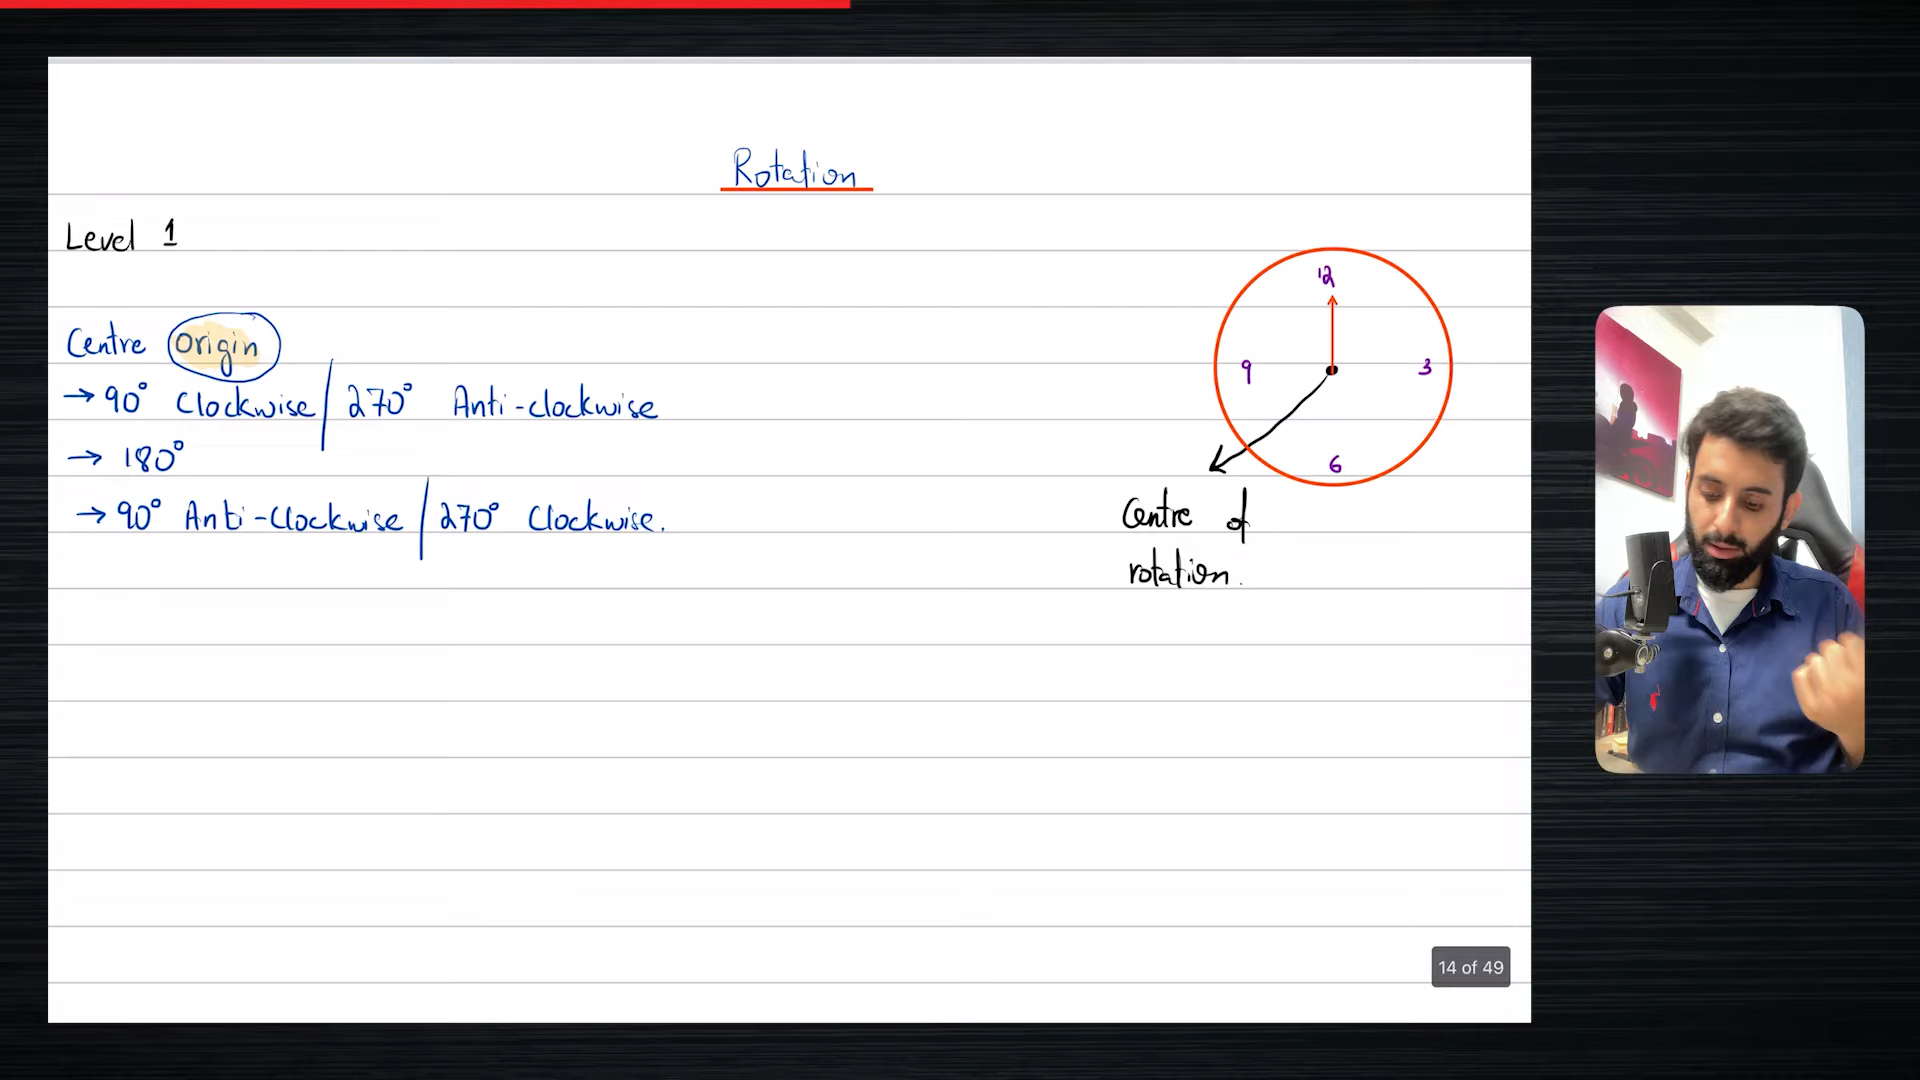 Rotation
Level 1
Centre Origin
→ 90° Clockwise / 270° Anti-clockwise
→ 180°
→ 90° Anti-Clockwise / 270° Clockwise.
12
9
3
6
Centre of
rotation.
14 of 49